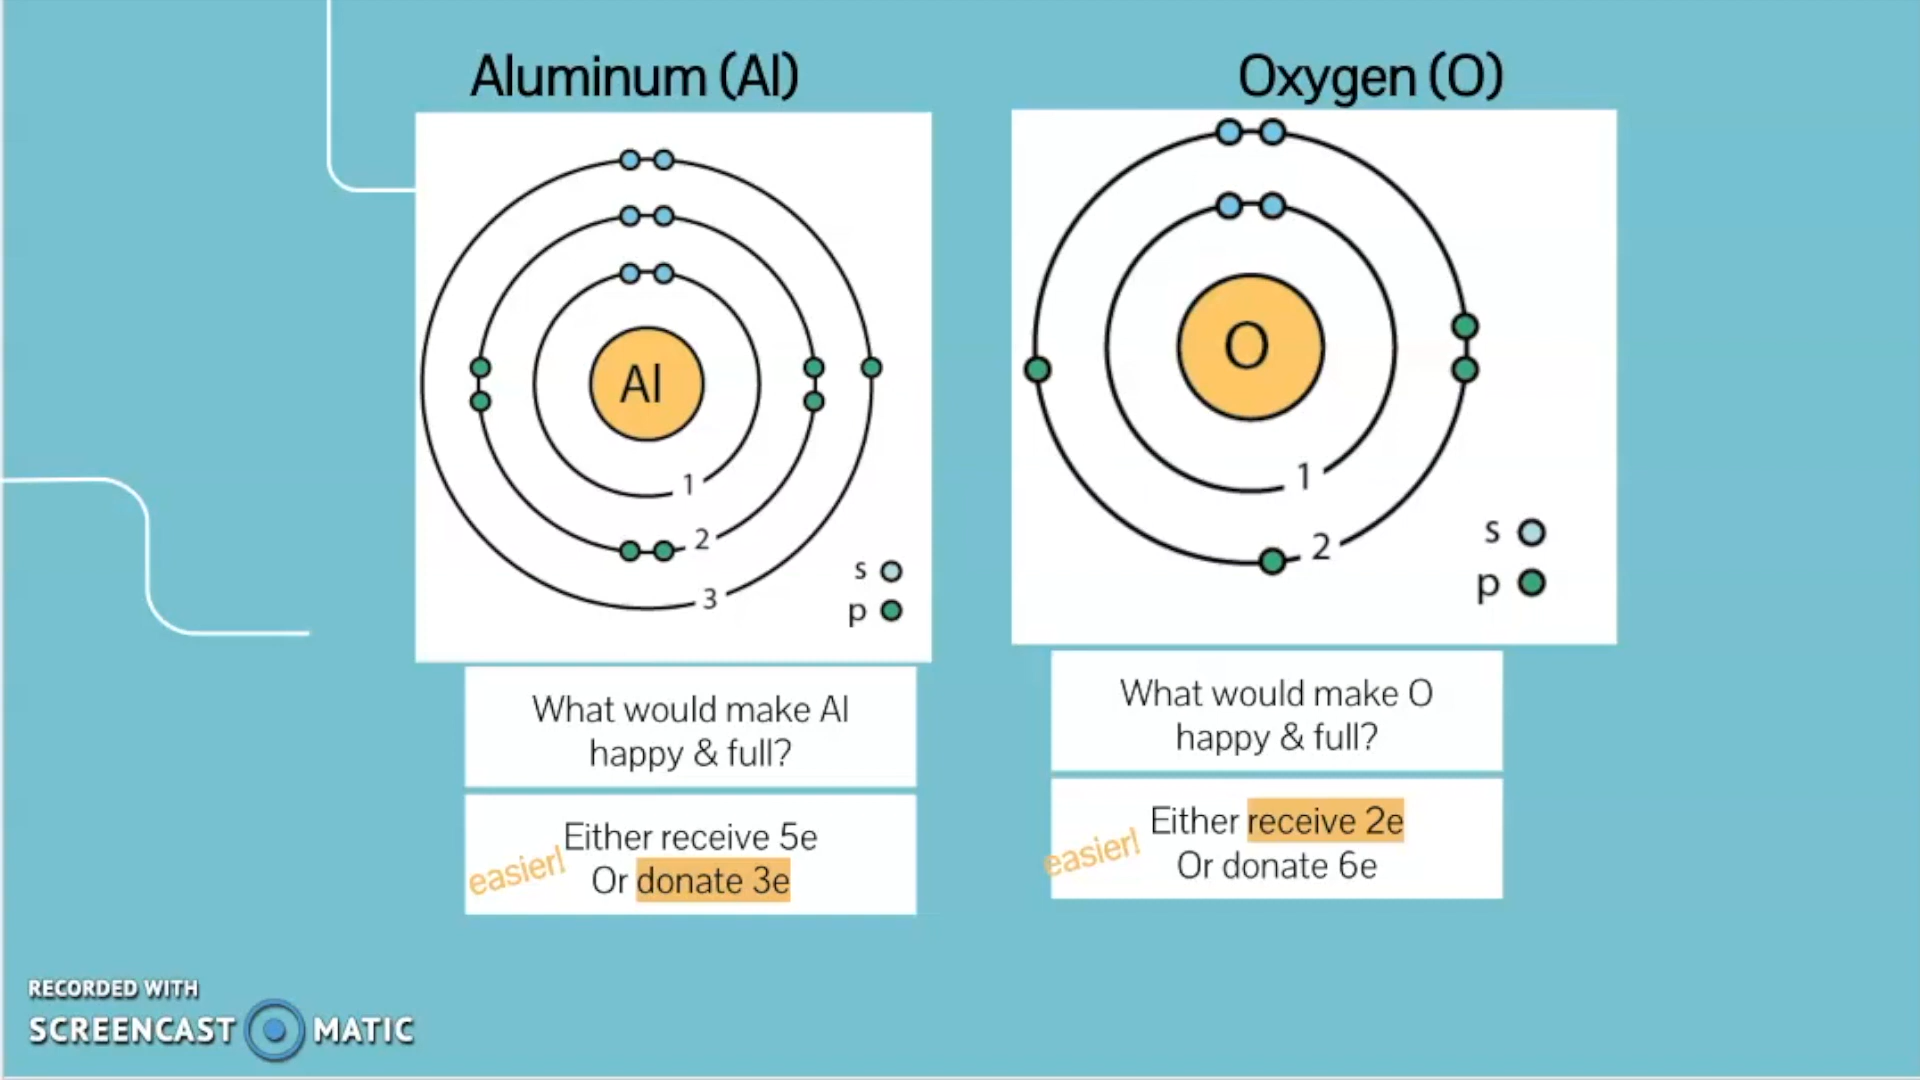 Aluminum (Al)
Al
1
2
3
s
p
What would make Al
happy & full?
Either receive 5e
Or donate 3e
easier!
Oxygen (O)
O
1
2
s
p
What would make O
happy & full?
Either receive 2e
Or donate 6e
easier!
RECORDED WITH
SCREENCAST MATIC